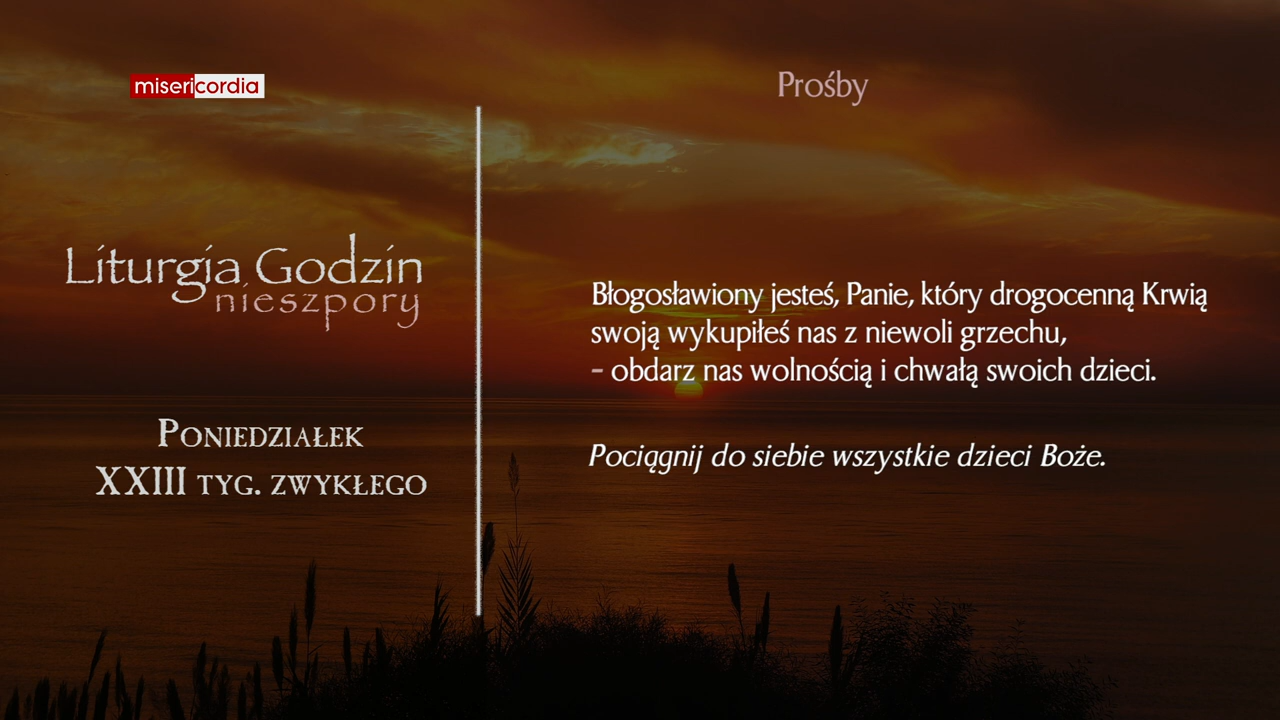 misericordia
Prośby
Liturgia Godzin
nieszpory
Poniedziałek
XXIII tyg. zwykłego
Błogosławiony jesteś, Panie, który drogocenną Krwią
swoją wykupiłeś nas z niewoli grzechu,
- obdarz nas wolnością i chwałą swoich dzieci.
Pociągnij do siebie wszystkie dzieci Boże.